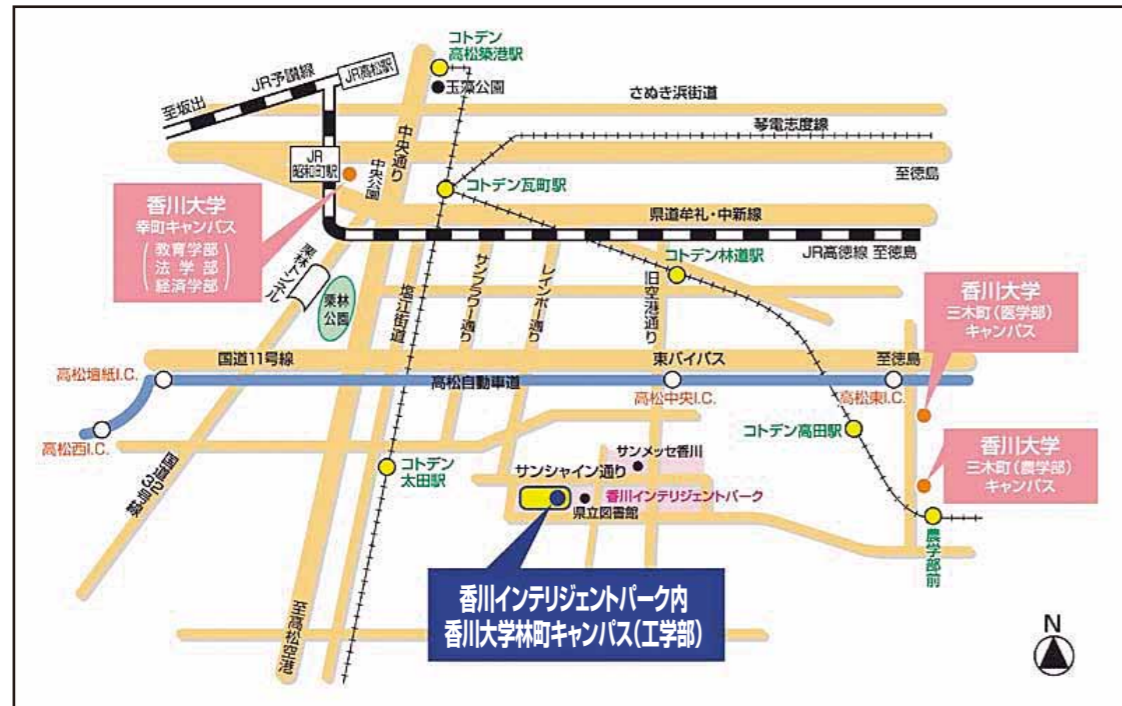 コトデン
高松築港駅
JR高松駅
JR予讃線
至坂出
玉藻公園
さぬき浜街道
琴電志度線
中央通り
中央公園
JR
昭和町駅
コトデン瓦町駅
至徳島
香川大学
幸町キャンパス
教育学部
法学部
経済学部
県道牟礼・中新線
JR高徳線 至徳島
コトデン林道駅
栗林トンネル
栗林
公園
塩江街道
サンフラワー通り
レインボー通り
旧空港通り
香川大学
三木町(医学部)
キャンパス
国道11号線
東バイパス
至徳島
高松檀紙I.C.
高松自動車道
高松中央I.C.
高松東I.C.
高松西I.C.
コトデン高田駅
国道193号線
コトデン
太田駅
サンメッセ香川
サンシャイン通り
香川インテリジェントパーク
県立図書館
香川大学
三木町(農学部)
キャンパス
農学部前
香川インテリジェントパーク内
香川大学林町キャンパス(工学部)
至高松空港
N